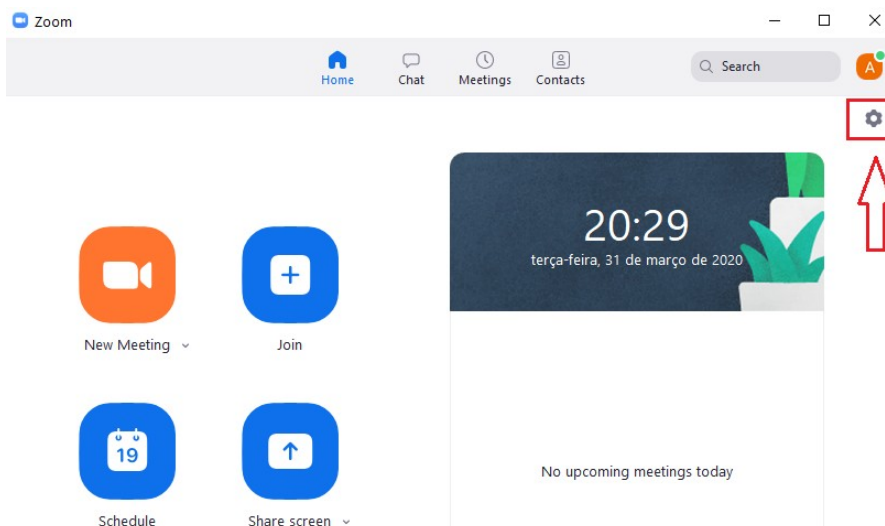 Zoom
Home
Chat
Meetings
Contacts
Search
A
20:29
terça-feira, 31 de março de 2020
New Meeting
Join
19
Schedule
Share screen
No upcoming meetings today